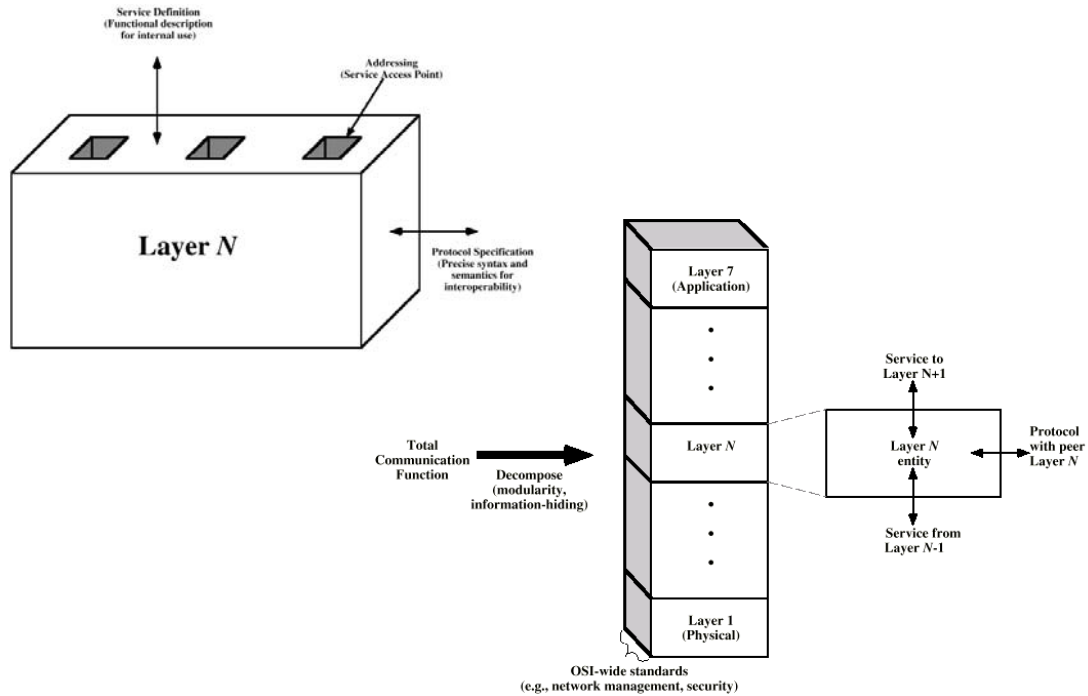 Service Definition
(Functional description
for internal use)
Addressing
(Service Access Point)
Layer N
Protocol Specification
(Precise syntax and
semantics for
interoperability)
Layer 7
(Application)
Total
Communication
Function
Decompose
(modularity,
information-hiding)
Layer N
Service to
Layer N+1
Layer N
entity
Protocol
with peer
Layer N
Service from
Layer N-1
Layer 1
(Physical)
OSI-wide standards
(e.g., network management, security)